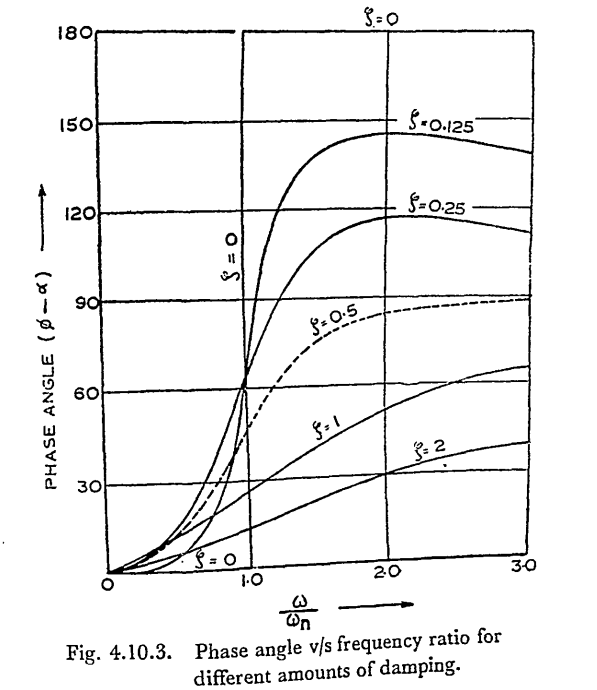 ζ=0
180
150
ζ=0.125
120
ζ=0.25
ζ=0
90
ζ=0.5
60
ζ=1
ζ=2
30
ζ=0
0
1.0
2.0
3.0
PHASE ANGLE (ø-α)
ω/ωn
Fig. 4.10.3. Phase angle v/s frequency ratio for
different amounts of damping.